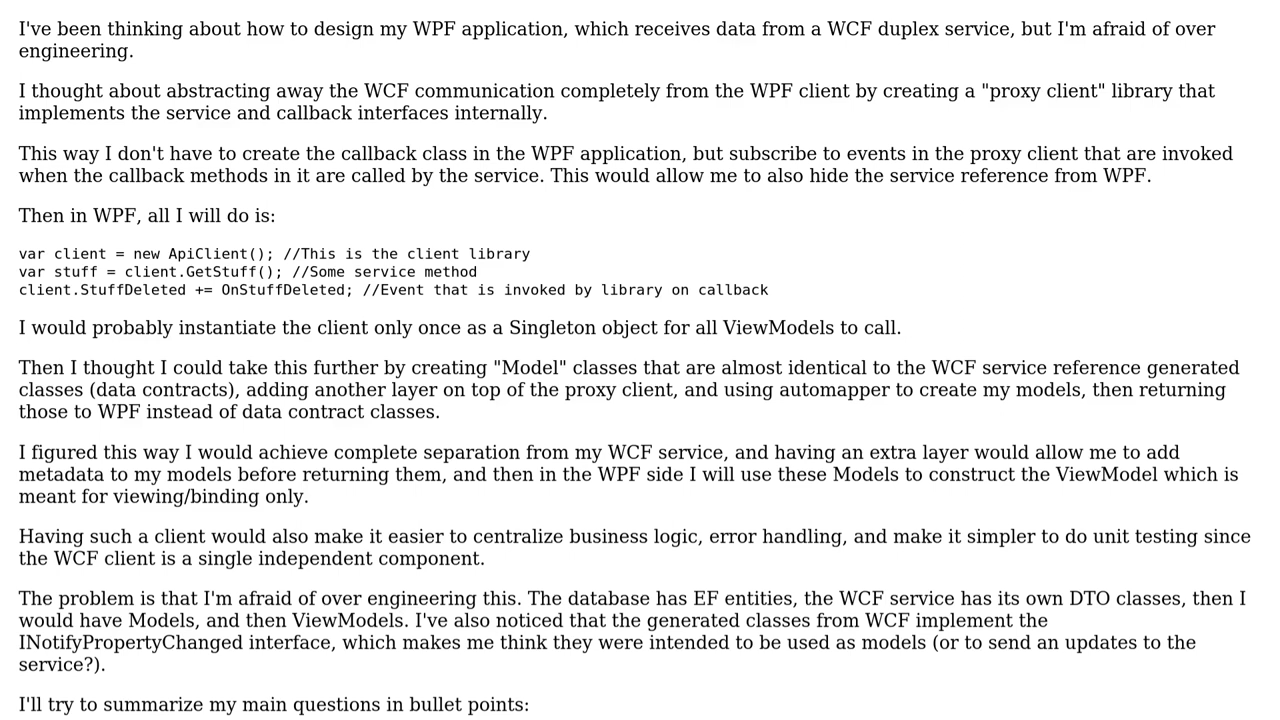 I've been thinking about how to design my WPF application, which receives data from a WCF duplex service, but I'm afraid of over
engineering.
I thought about abstracting away the WCF communication completely from the WPF client by creating a "proxy client" library that
implements the service and callback interfaces internally.
This way I don't have to create the callback class in the WPF application, but subscribe to events in the proxy client that are invoked
when the callback methods in it are called by the service. This would allow me to also hide the service reference from WPF.
Then in WPF, all I will do is:
var client = new ApiClient(); //This is the client library
var stuff = client.GetStuff(); //Some service method
client.StuffDeleted += OnStuffDeleted; //Event that is invoked by library on callback
I would probably instantiate the client only once as a Singleton object for all ViewModels to call.
Then I thought I could take this further by creating "Model" classes that are almost identical to the WCF service reference generated
classes (data contracts), adding another layer on top of the proxy client, and using automapper to create my models, then returning
those to WPF instead of data contract classes.
I figured this way I would achieve complete separation from my WCF service, and having an extra layer would allow me to add
metadata to my models before returning them, and then in the WPF side I will use these Models to construct the ViewModel which is
meant for viewing/binding only.
Having such a client would also make it easier to centralize business logic, error handling, and make it simpler to do unit testing since
the WCF client is a single independent component.
The problem is that I'm afraid of over engineering this. The database has EF entities, the WCF service has its own DTO classes, then I
would have Models, and then ViewModels. I've also noticed that the generated classes from WCF implement the
INotifyPropertyChanged interface, which makes me think they were intended to be used as models (or to send an updates to the
service?).
I'll try to summarize my main questions in bullet points: